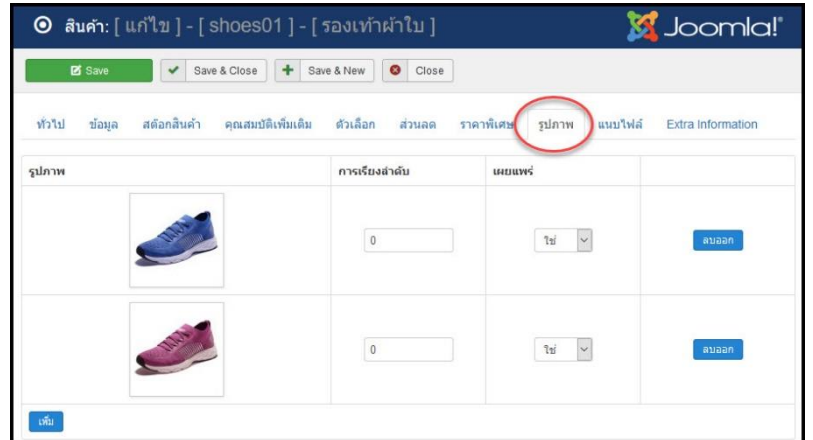 สินค้า: [ แก้ไข ] - [ shoes01 ] - [ รองเท้าผ้าใบ ] Joomla!®
Save Save & Close Save & New Close
ทั่วไป ข้อมูล สต๊อกสินค้า คุณสมบัติเพิ่มเติม ตัวเลือก ส่วนลด ราคาพิเศษ รูปภาพ แนบไฟล์ Extra Information
รูปภาพ การเรียงลำดับ เผยแพร่
0 ใช่ ลบออก
0 ใช่ ลบออก
เพิ่ม